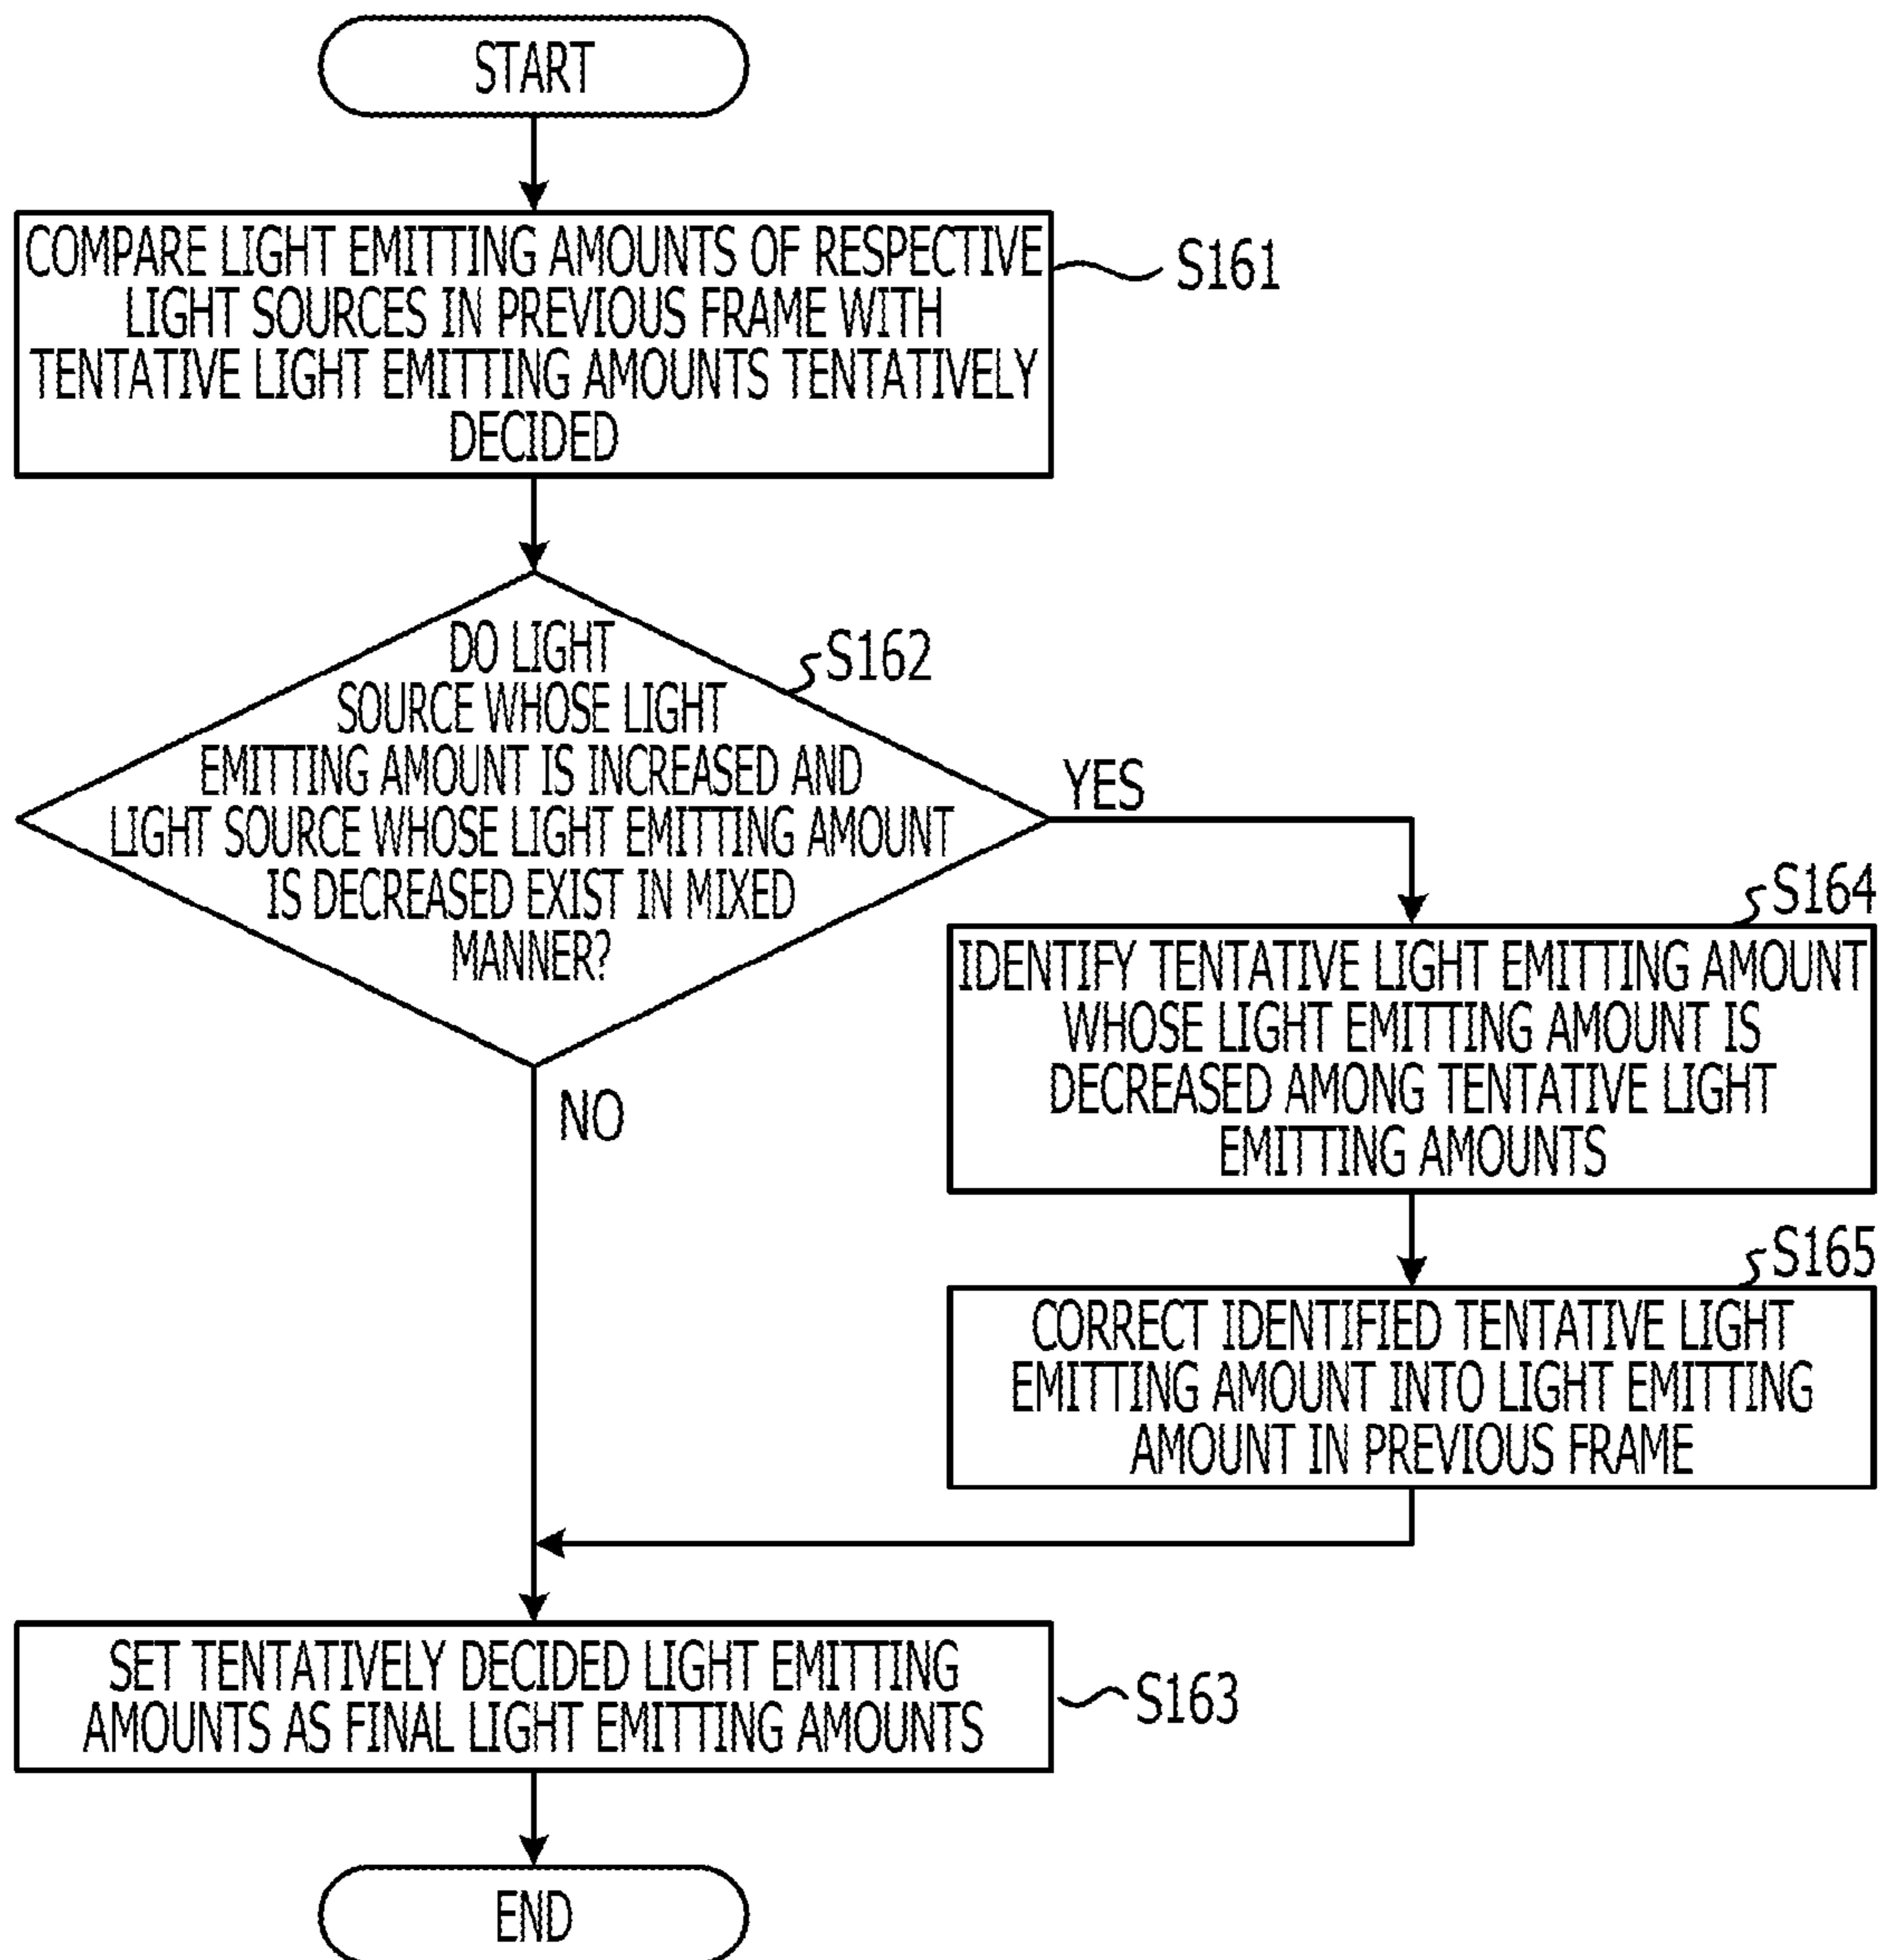 START
COMPARE LIGHT EMITTING AMOUNTS OF RESPECTIVE
LIGHT SOURCES IN PREVIOUS FRAME WITH
TENTATIVE LIGHT EMITTING AMOUNTS TENTATIVELY
DECIDED
S161
DO LIGHT
SOURCE WHOSE LIGHT
EMITTING AMOUNT IS INCREASED AND
LIGHT SOURCE WHOSE LIGHT EMITTING AMOUNT
IS DECREASED EXIST IN MIXED
MANNER?
S162
YES
NO
S164
IDENTIFY TENTATIVE LIGHT EMITTING AMOUNT
WHOSE LIGHT EMITTING AMOUNT IS
DECREASED AMONG TENTATIVE LIGHT
EMITTING AMOUNTS
S165
CORRECT IDENTIFIED TENTATIVE LIGHT
EMITTING AMOUNT INTO LIGHT EMITTING
AMOUNT IN PREVIOUS FRAME
SET TENTATIVELY DECIDED LIGHT EMITTING
AMOUNTS AS FINAL LIGHT EMITTING AMOUNTS
S163
END